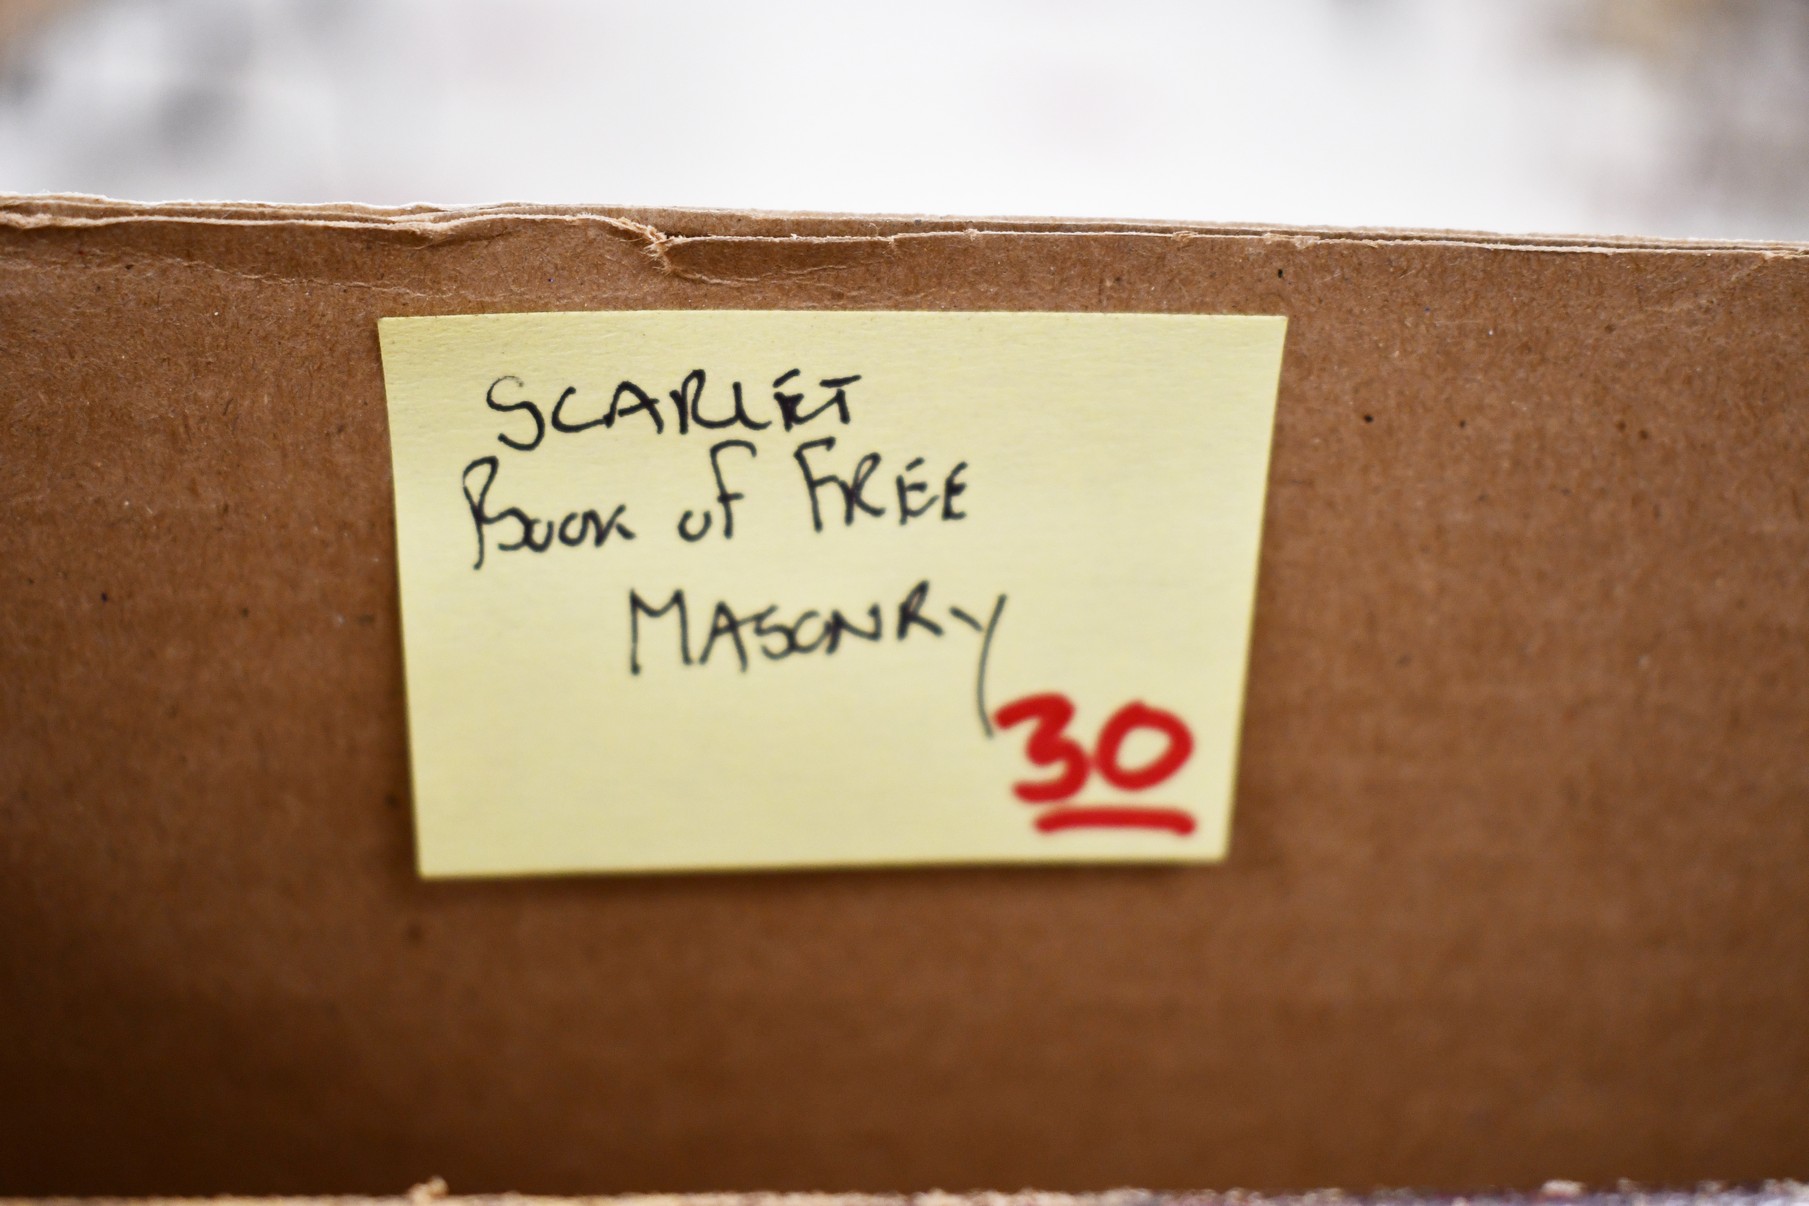 SCARLET
BOOK OF FREE
MASONRY
30